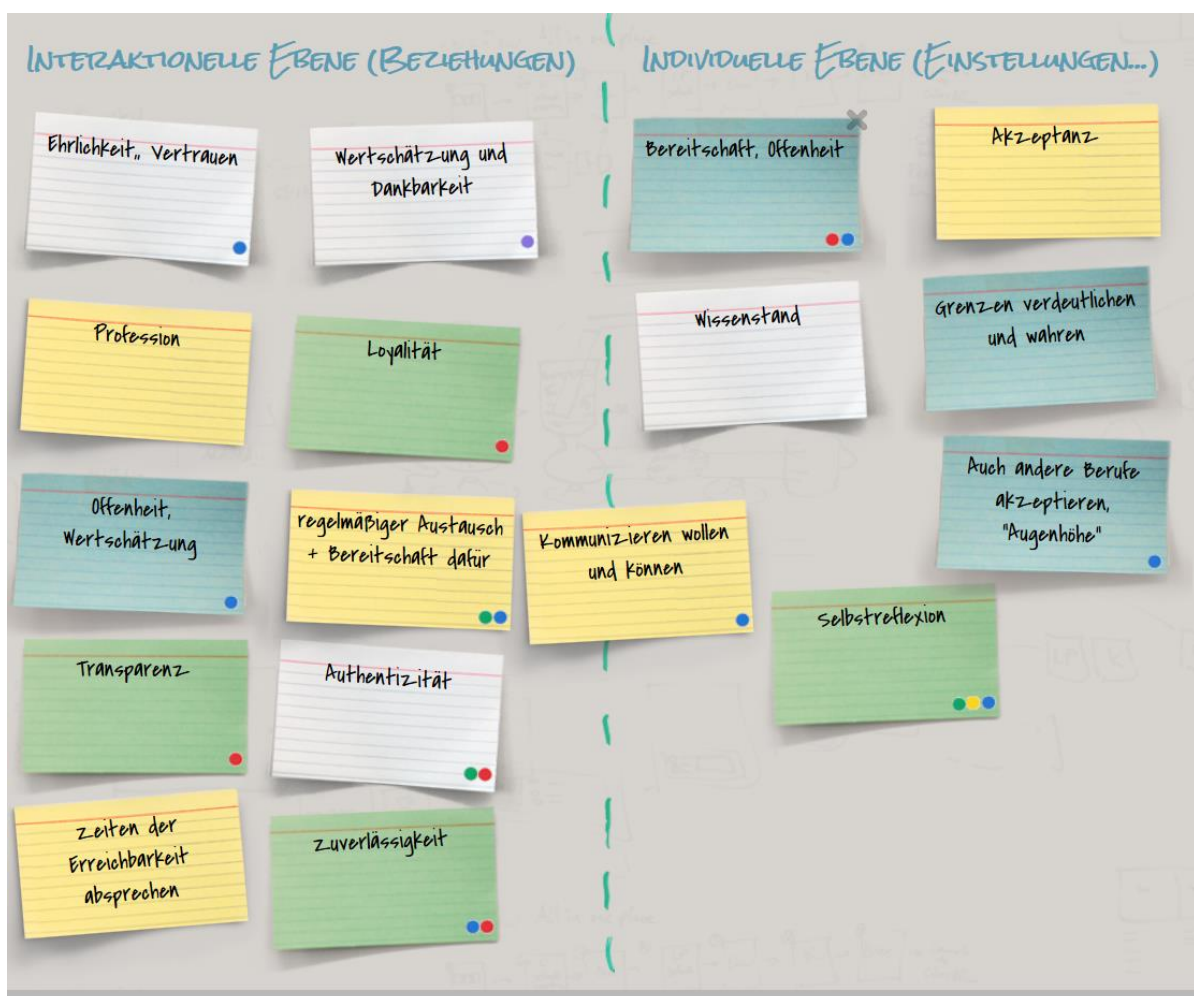 INTERAKTIONELLE EBENE (BEZIEHUNGEN)
Ehrlichkeit,, Vertrauen
Wertschätzung und
Dankbarkeit
Profession
Loyalität
Offenheit,
Wertschätzung
regelmäßiger Austausch
+ Bereitschaft dafür
Kommunizieren wollen
und können
Transparenz
Authentizität
Zeiten der
Erreichbarkeit
absprechen
Zuverlässigkeit
INDIVIDUELLE EBENE (EINSTELLUNGEN...)
Bereitschaft, Offenheit
Akzeptanz
Wissenstand
Grenzen verdeutlichen
und wahren
Auch andere Berufe
akzeptieren,
"Augenhöhe"
Selbstreflexion